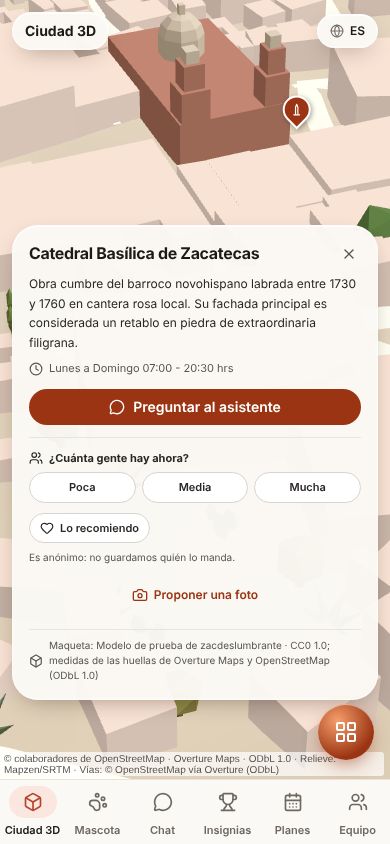 Ciudad 3D
ES
Catedral Basílica de Zacatecas
Obra cumbre del barroco novohispano labrada entre 1730
y 1760 en cantera rosa local. Su fachada principal es
considerada un retablo en piedra de extraordinaria
filigrana.
Lunes a Domingo 07:00 - 20:30 hrs
Preguntar al asistente
¿Cuánta gente hay ahora?
Poca
Media
Mucha
Lo recomiendo
Es anónimo: no guardamos quién lo manda.
Proponer una foto
Maqueta: Modelo de prueba de zacdeslumbrante · CC0 1.0;
medidas de las huellas de Overture Maps y OpenStreetMap
(ODbL 1.0)
© colaboradores de OpenStreetMap · Overture Maps · ODbL 1.0 · Relieve:
Mapzen/SRTM · Vías: © OpenStreetMap vía Overture (ODbL)
Ciudad 3D
Mascota
Chat
Insignias
Planes
Equipo